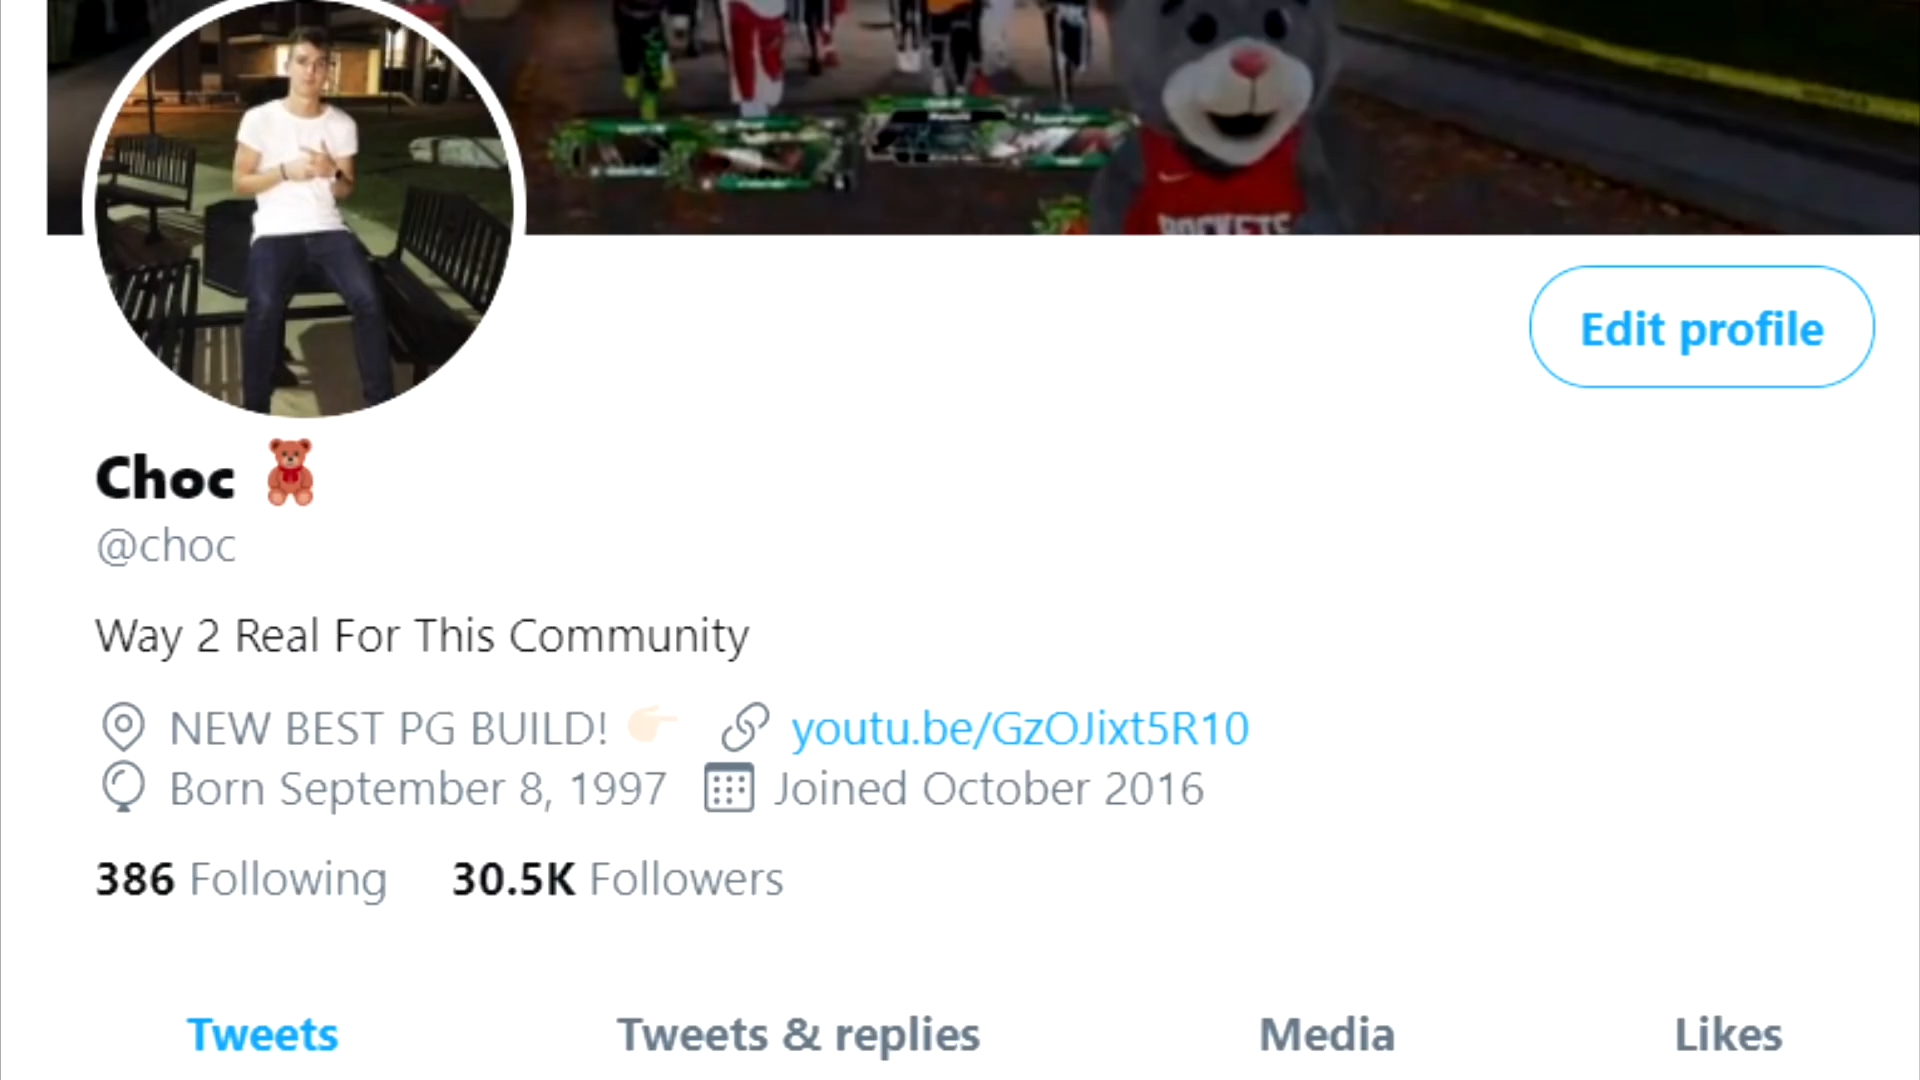 ROCKETS
Edit profile
Choc 🧸
@choc
Way 2 Real For This Community
NEW BEST PG BUILD! 👉🏻 youtu.be/GzOJixt5R10
Born September 8, 1997 Joined October 2016
386 Following 30.5K Followers
Tweets Tweets & replies Media Likes